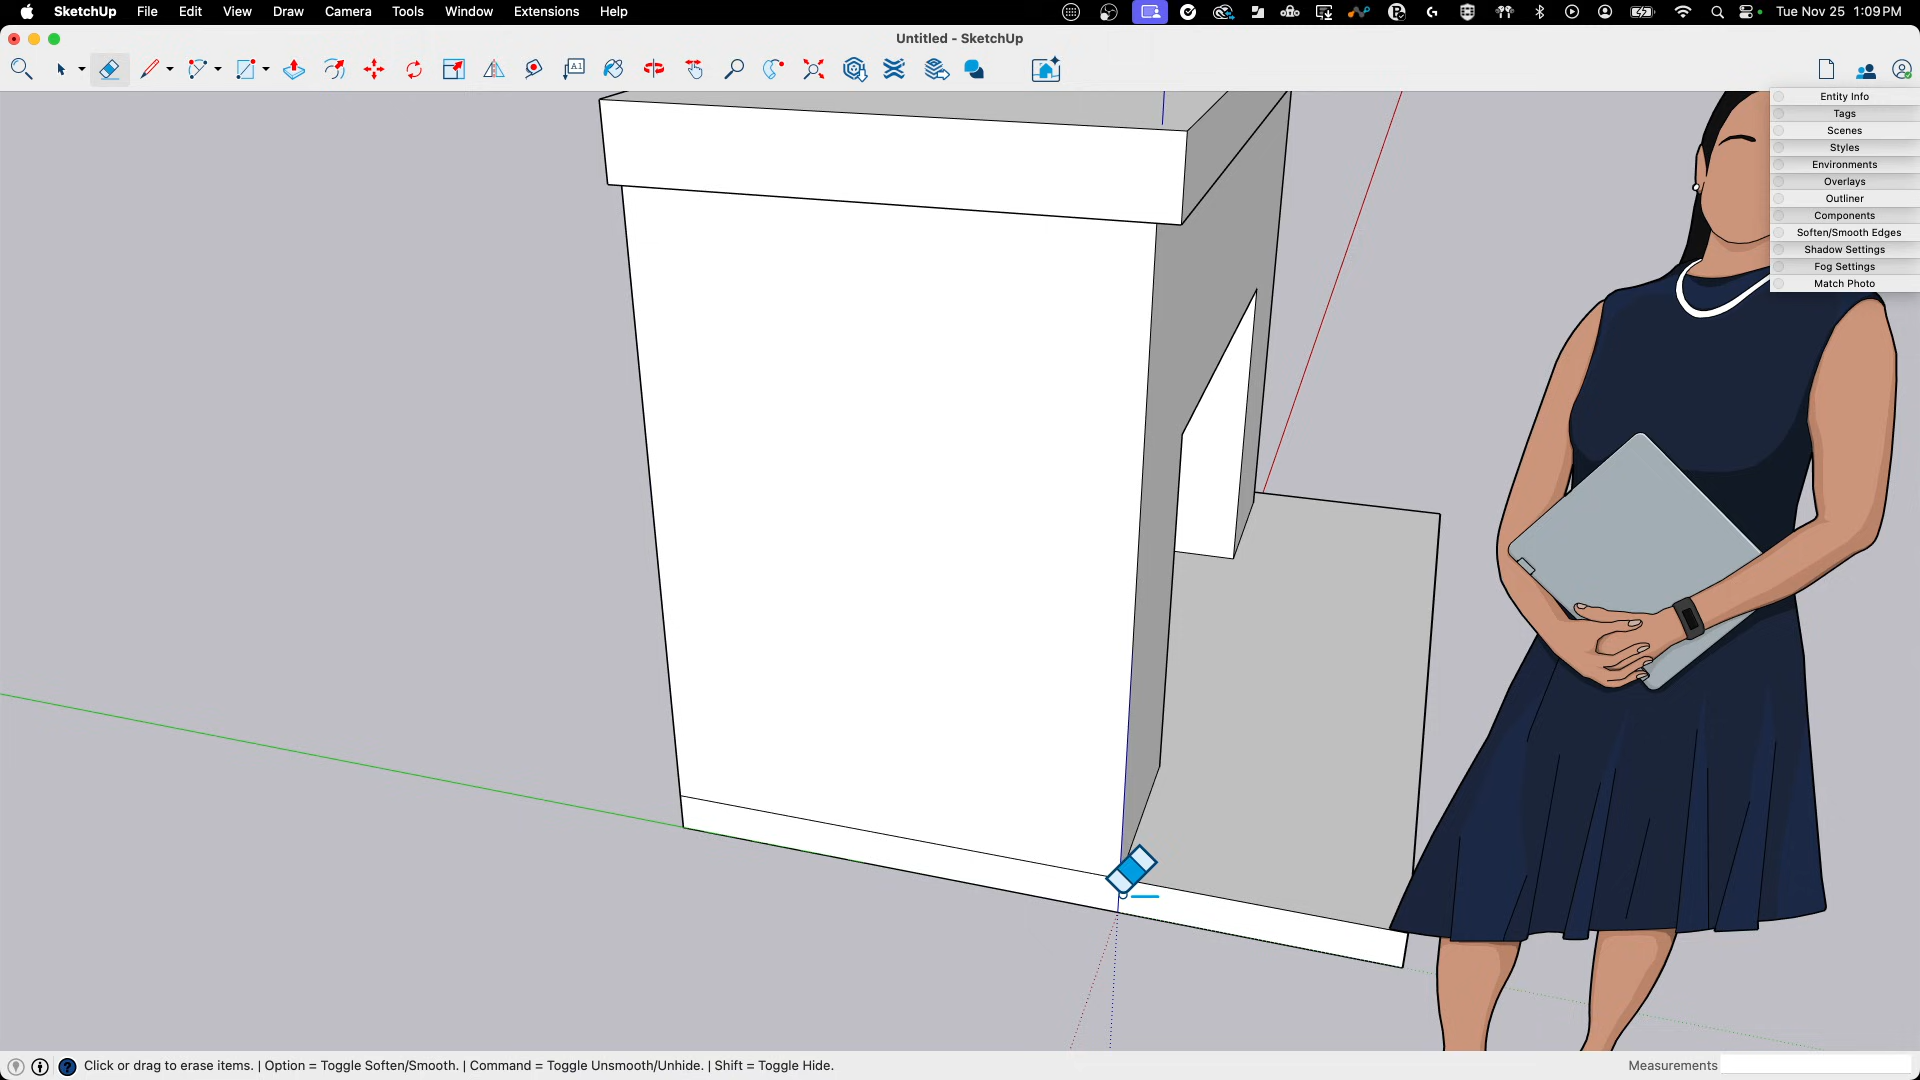 SketchUp File Edit View Draw Camera Tools Window Extensions Help Tue Nov 25 1:09 PM
Untitled - SketchUp
A1
Entity Info
Tags
Scenes
Styles
Environments
Overlays
Outliner
Components
Soften/Smooth Edges
Shadow Settings
Fog Settings
Match Photo
Click or drag to erase items. | Option = Toggle Soften/Smooth. | Command = Toggle Unsmooth/Unhide. | Shift = Toggle Hide. Measurements